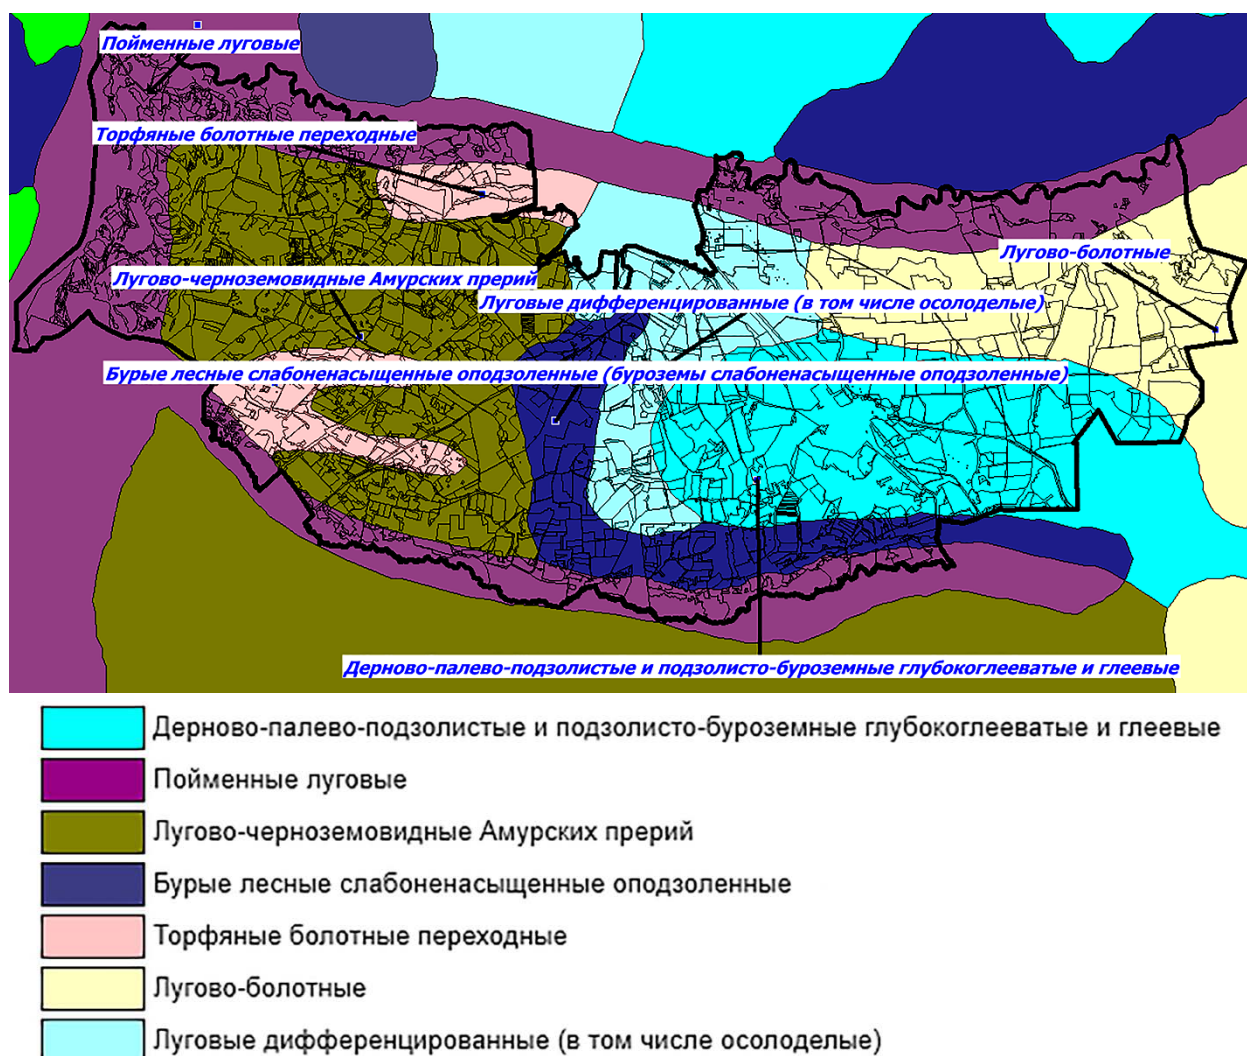 Пойменные луговые
Торфяные болотные переходные
Лугово-болотные
Лугово-черноземовидные Амурских прерий
Луговые дифференцированные (в том числе осолоделые)
Бурые лесные слабоненасыщенные оподзоленные (буроземы слабоненасыщенные оподзоленные)
Дерново-палево-подзолистые и подзолисто-буроземные глубокоглееватые и глеевые
Дерново-палево-подзолистые и подзолисто-буроземные глубокоглееватые и глеевые
Пойменные луговые
Лугово-черноземовидные Амурских прерий
Бурые лесные слабоненасыщенные оподзоленные
Торфяные болотные переходные
Лугово-болотные
Луговые дифференцированные (в том числе осолоделые)